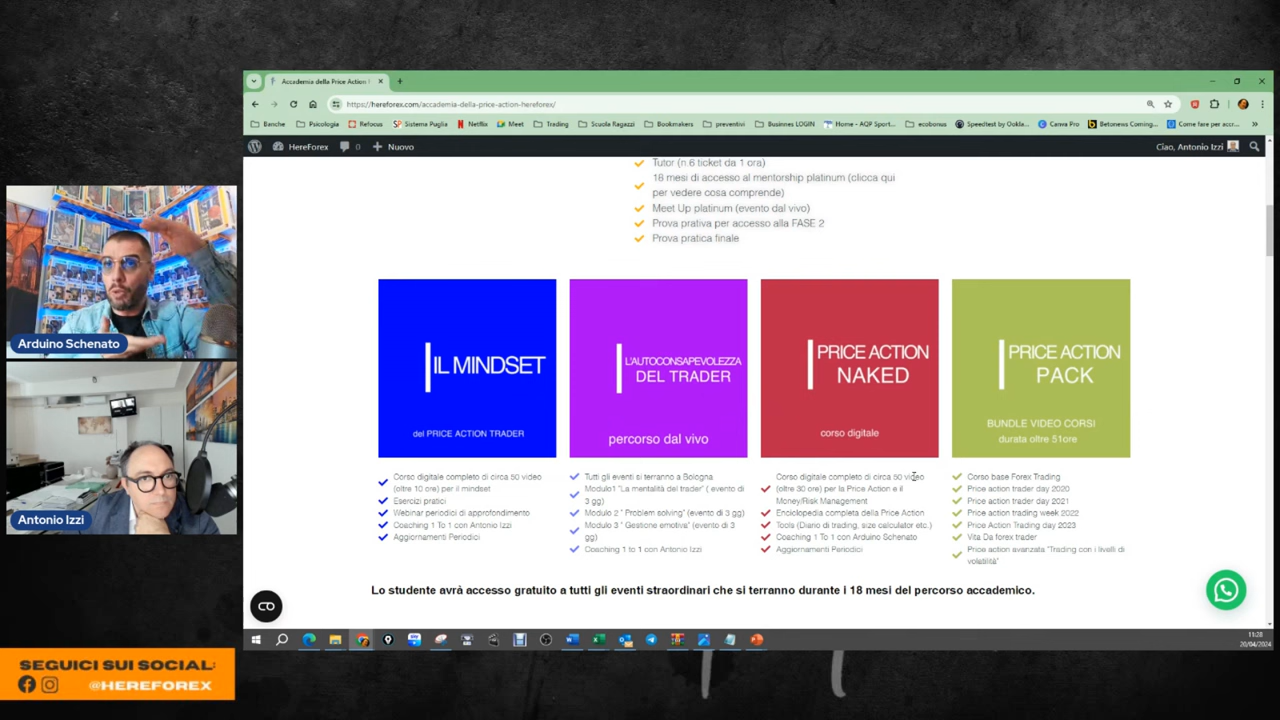 Accademia della Price Action H
https://hereforex.com/accademia-della-price-action-hereforex/
Banche
Psicologia
Refocus
Sistema Puglia
Netflix
Meet
Trading
Scuola Ragazzi
Bookmakers
preventivi
Businnes LOGIN
Home - AQP Sport...
ecobonus
Speedtest by Ookla...
Canva Pro
Betonews Coming...
Come fare per accr...
HereForex
0
Nuovo
Ciao, Antonio Izzi
Tutor (n.6 ticket da 1 ora)
18 mesi di accesso al mentorship platinum (clicca qui
per vedere cosa comprende)
Meet Up platinum (evento dal vivo)
Prova prativa per accesso alla FASE 2
Prova pratica finale
IL MINDSET
del PRICE ACTION TRADER
L'AUTOCONSAPEVOLEZZA
DEL TRADER
percorso dal vivo
PRICE ACTION
NAKED
corso digitale
PRICE ACTION
PACK
BUNDLE VIDEO CORSI
durata oltre 51ore
Corso digitale completo di circa 50 video
(oltre 10 ore) per il mindset
Esercizi pratici
Webinar periodici di approfondimento
Coaching 1 To 1 con Antonio Izzi
Aggiornamenti Periodici
Tutti gli eventi si terranno a Bologna
Modulo1 "La mentalità del trader" ( evento di
3 gg)
Modulo 2 " Problem solving" (evento di 3 gg)
Modulo 3 " Gestione emotiva" (evento di 3
gg)
Coaching 1 to 1 con Antonio Izzi
Corso digitale completo di circa 50 video
(oltre 30 ore) per la Price Action e il
Money/Risk Management
Enciclopedia completa della Price Action
Tools (Diario di trading, size calculator etc.)
Coaching 1 To 1 con Arduino Schenato
Aggiornamenti Periodici
Corso base Forex Trading
Price action trader day 2020
Price action trader day 2021
Price action trading week 2022
Price Action Trading day 2023
Vita Da forex trader
Price action avanzata "Trading con i livelli di
volatilità"
Lo studente avrà accesso gratuito a tutti gli eventi straordinari che si terranno durante i 18 mesi del percorso accademico.
11:28
20/04/2024
Arduino Schenato
Antonio Izzi
SEGUICI SUI SOCIAL:
@HEREFOREX